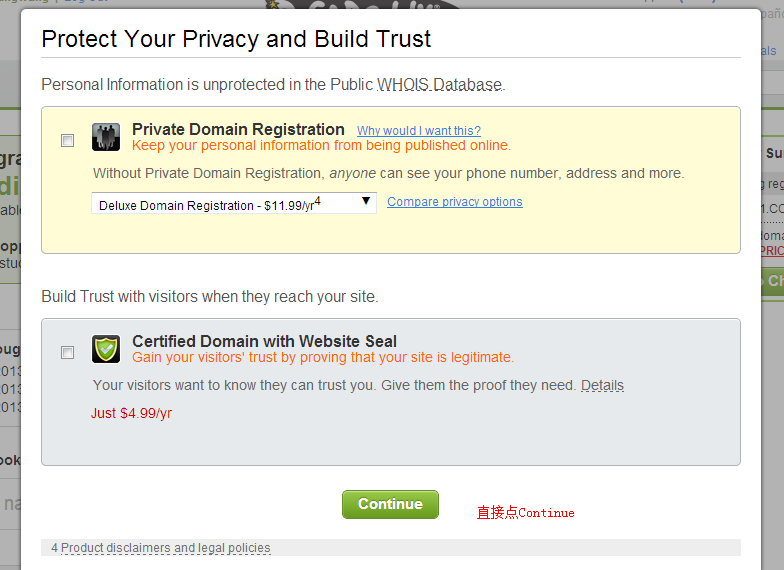 Protect Your Privacy and Build Trust
Personal Information is unprotected in the Public WHOIS Database.
Private Domain Registration Why would I want this?
Keep your personal information from being published online.
Without Private Domain Registration, anyone can see your phone number, address and more.
Deluxe Domain Registration - $11.99/yr4 ▼ Compare privacy options
Build Trust with visitors when they reach your site.
Certified Domain with Website Seal
Gain your visitors' trust by proving that your site is legitimate.
Your visitors want to know they can trust you. Give them the proof they need. Details
Just $4.99/yr
Continue
直接点Continue
4 Product disclaimers and legal policies